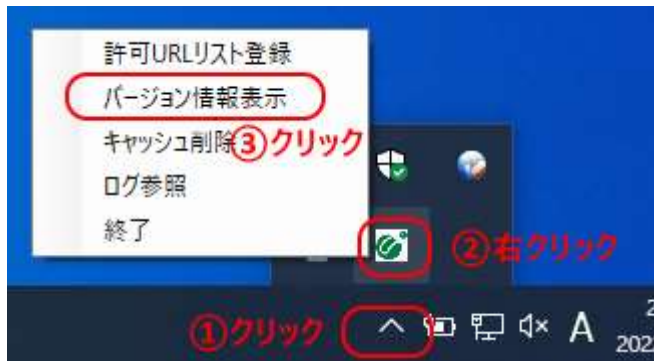 許可URLリスト登録
バージョン情報表示
キャッシュ削除
③クリック
ログ参照
終了
②右クリック
①クリック
A
2
202